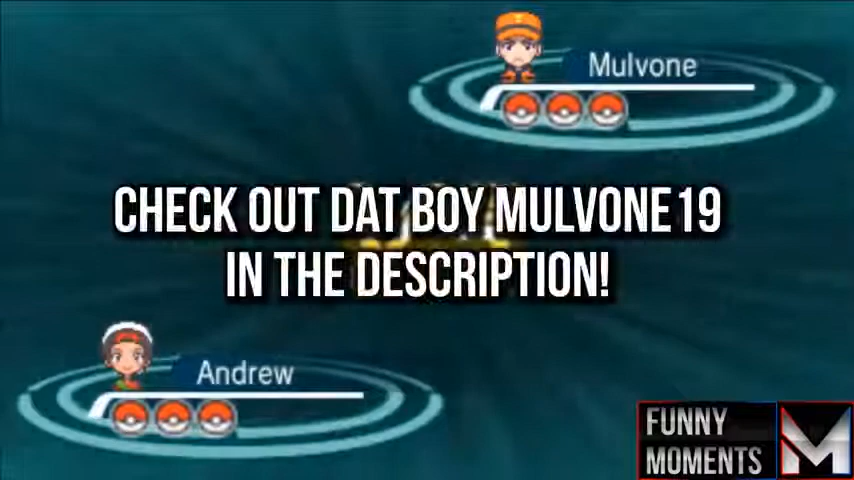 Mulvone
CHECK OUT DAT BOY MULVONE19
IN THE DESCRIPTION!
Andrew
FUNNY
MOMENTS
M